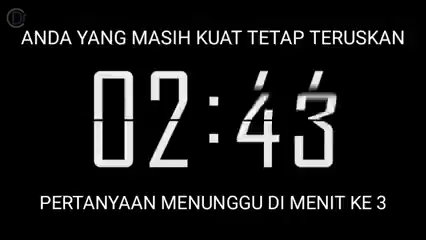 ANDA YANG MASIH KUAT TETAP TERUSKAN
02:43
PERTANYAAN MENUNGGU DI MENIT KE 3